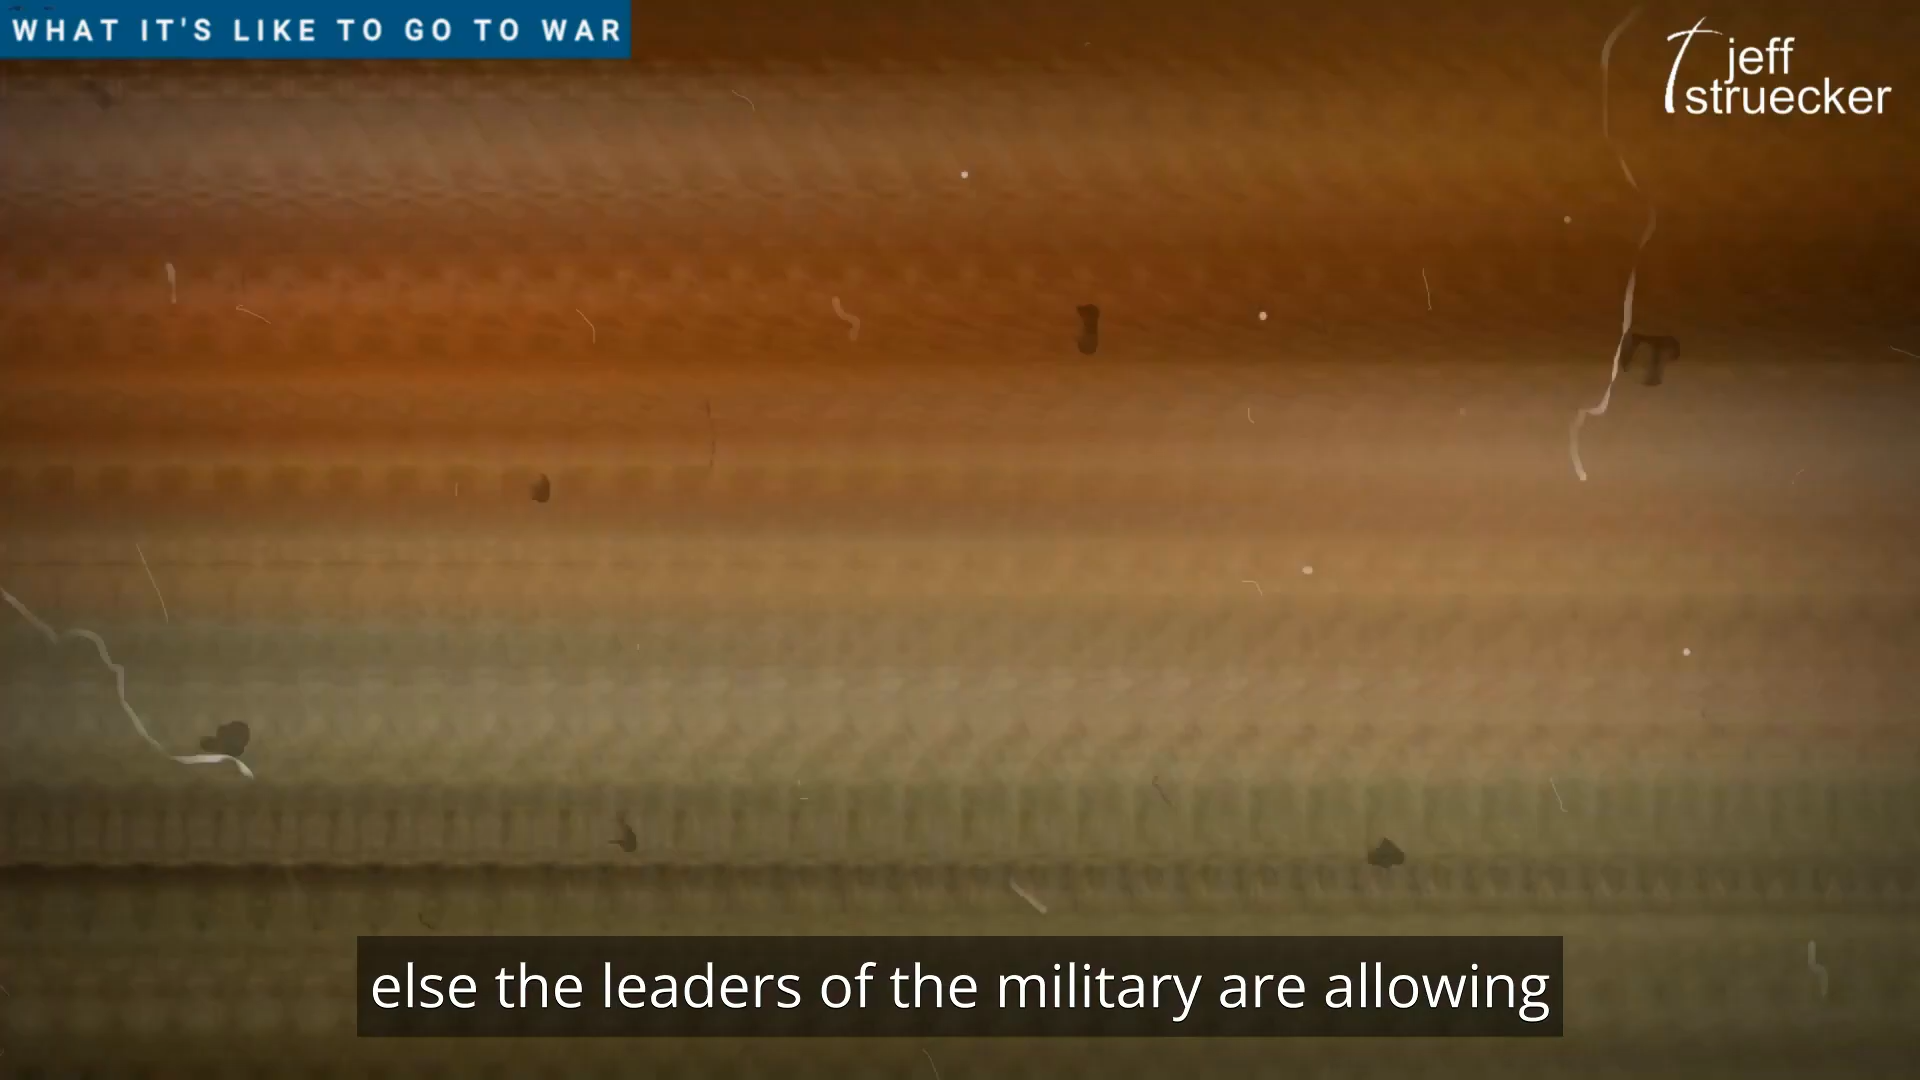 WHAT IT'S LIKE TO GO TO WAR
jeff
struecker
else the leaders of the military are allowing